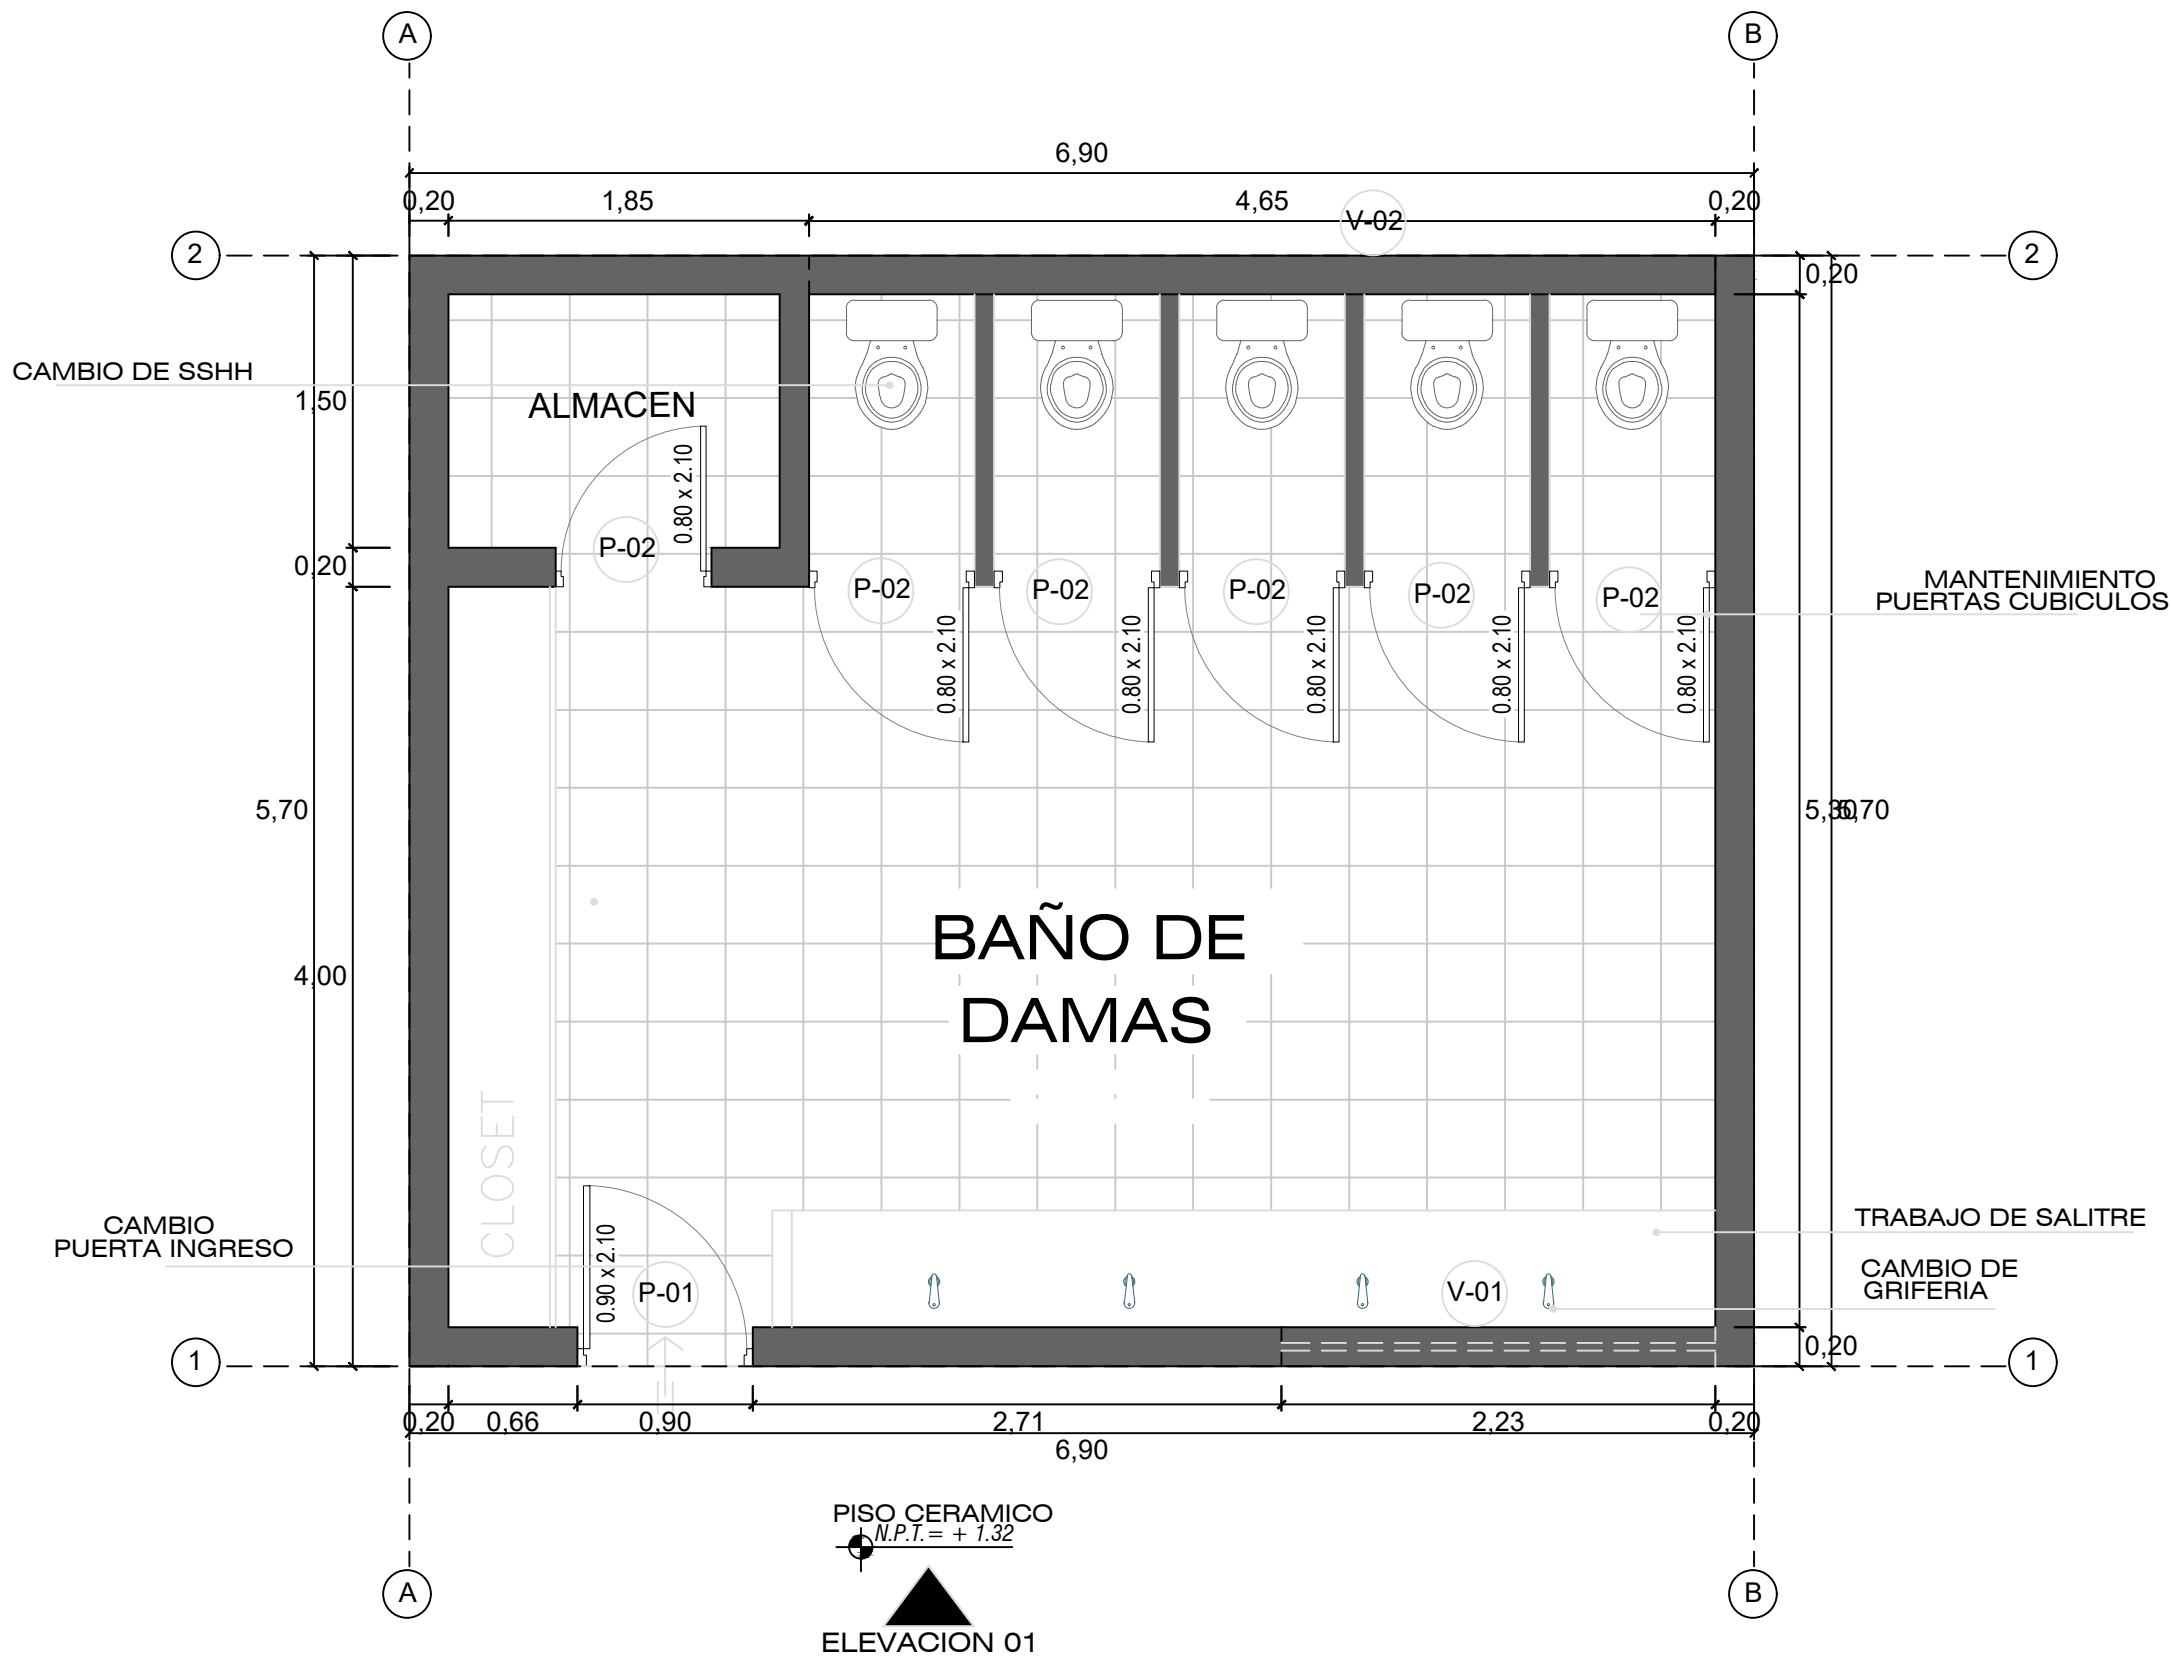 A
B
6,90
0,20
1,85
4,65
V-02
0,20
2
2
0,20
CAMBIO DE SSHH
1,50
ALMACEN
0.80 x 2.10
P-02
0,20
P-02
P-02
P-02
P-02
P-02
MANTENIMIENTO
PUERTAS CUBICULOS
0.80 x 2.10
0.80 x 2.10
0.80 x 2.10
0.80 x 2.10
0.80 x 2.10
5,70
5,30
5,70
BAÑO DE
DAMAS
4,00
CLOSET
CAMBIO
PUERTA INGRESO
0.90 x 2.10
P-01
V-01
TRABAJO DE SALITRE
CAMBIO DE
GRIFERIA
1
1
0,20
0,20
0,66
0,90
2,71
2,23
0,20
6,90
PISO CERAMICO
N.P.T.= + 1.32
A
B
ELEVACION 01